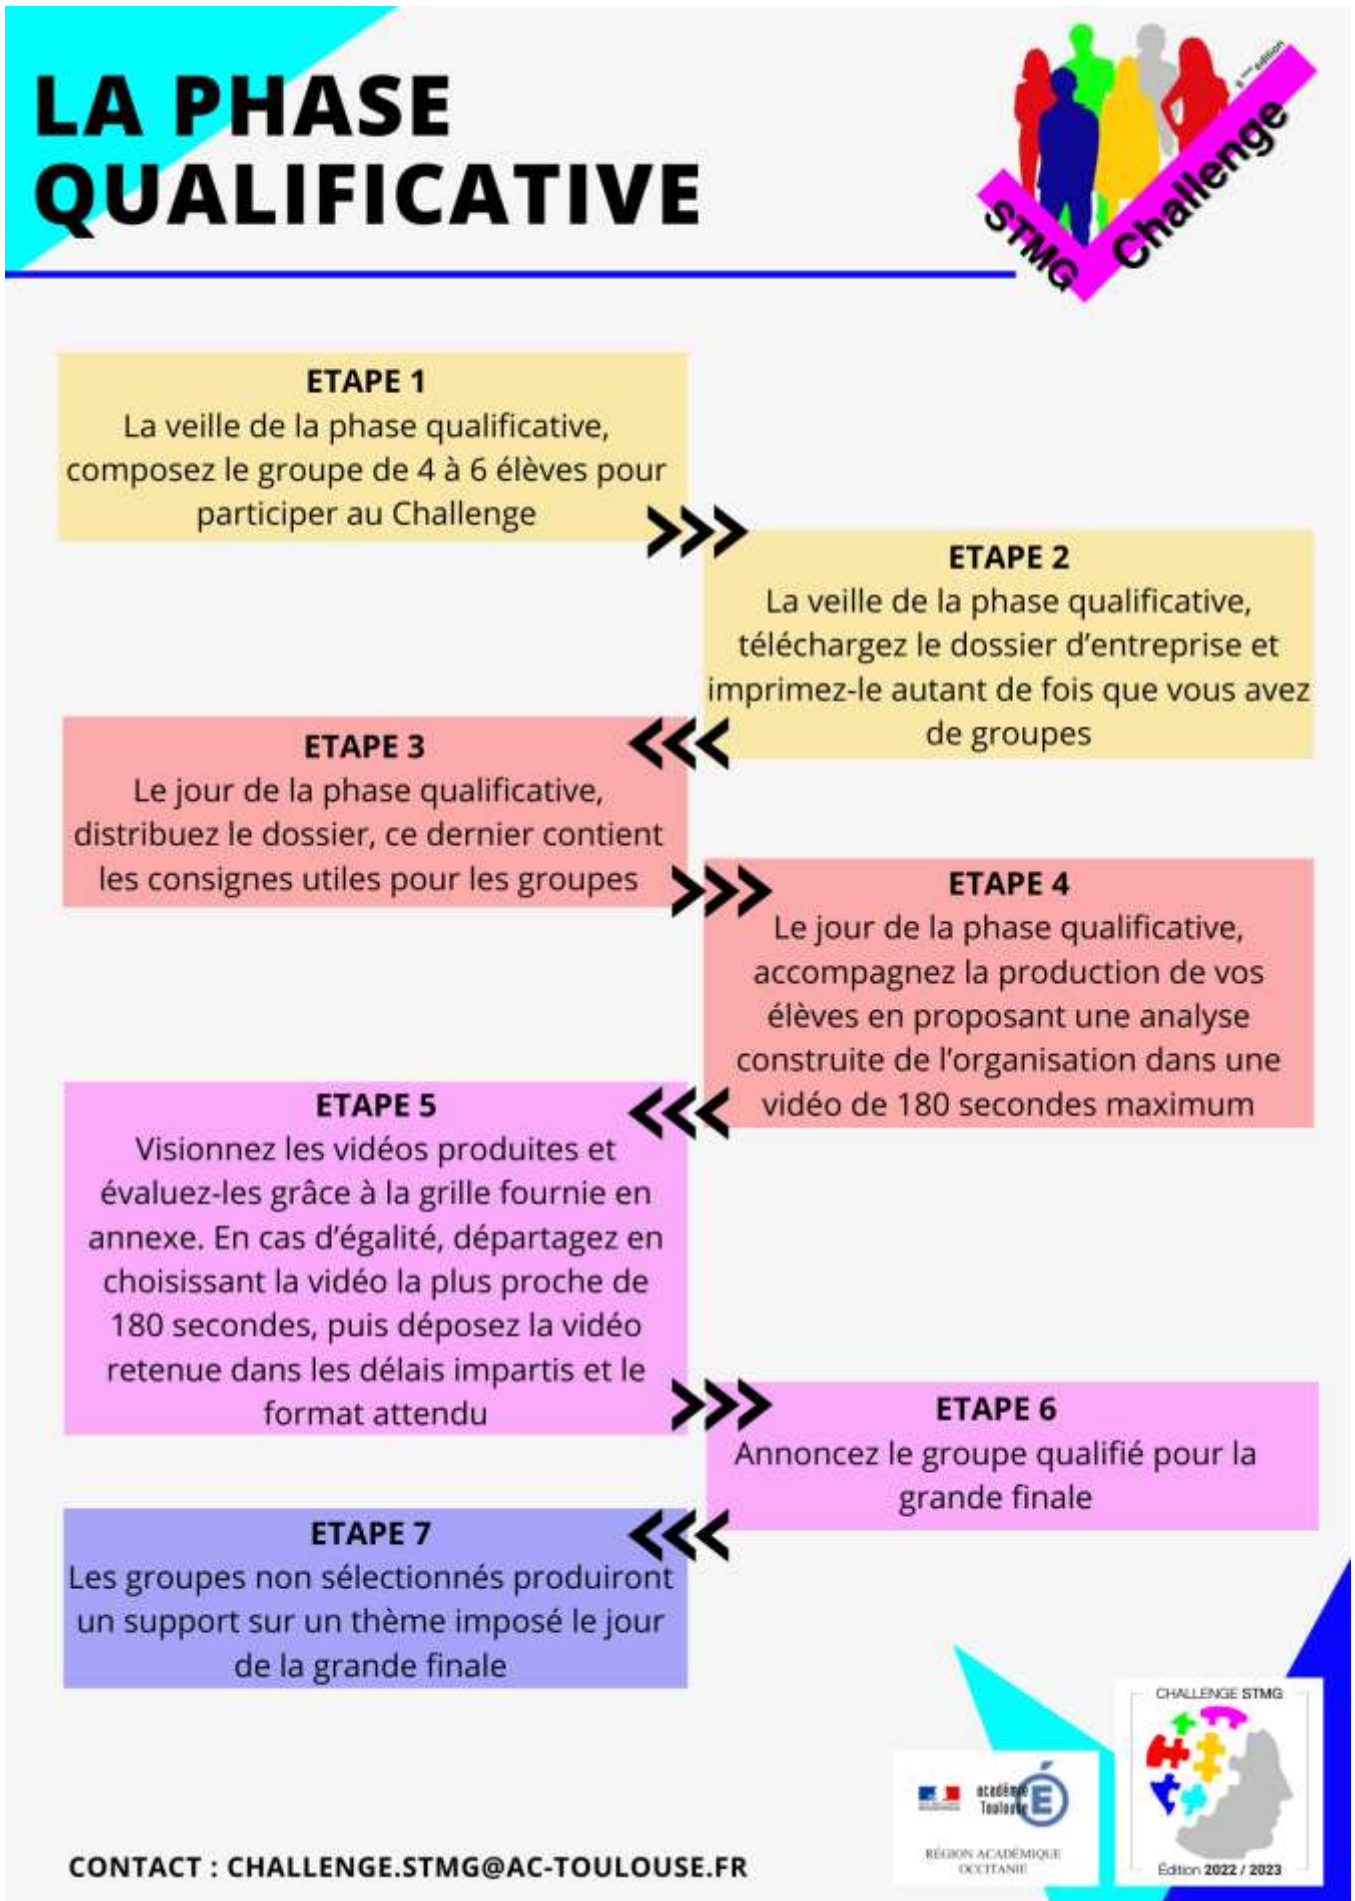 LA PHASE
QUALIFICATIVE
STMG
Challenge
édition
ETAPE 1
La veille de la phase qualificative,
composez le groupe de 4 à 6 élèves pour
participer au Challenge
>>>
ETAPE 2
La veille de la phase qualificative,
téléchargez le dossier d'entreprise et
imprimez-le autant de fois que vous avez
de groupes
<<<
ETAPE 3
Le jour de la phase qualificative,
distribuez le dossier, ce dernier contient
les consignes utiles pour les groupes
>>>
ETAPE 4
Le jour de la phase qualificative,
accompagnez la production de vos
élèves en proposant une analyse
construite de l'organisation dans une
vidéo de 180 secondes maximum
<<<
ETAPE 5
Visionnez les vidéos produites et
évaluez-les grâce à la grille fournie en
annexe. En cas d'égalité, départagez en
choisissant la vidéo la plus proche de
180 secondes, puis déposez la vidéo
retenue dans les délais impartis et le
format attendu
>>>
ETAPE 6
Annoncez le groupe qualifié pour la
grande finale
<<<
ETAPE 7
Les groupes non sélectionnés produiront
un support sur un thème imposé le jour
de la grande finale
CHALLENGE STMG
Édition 2022 / 2023
académie
Toulouse
É
RÉGION ACADÉMIQUE
OCCITANIE
CONTACT : CHALLENGE.STMG@AC-TOULOUSE.FR